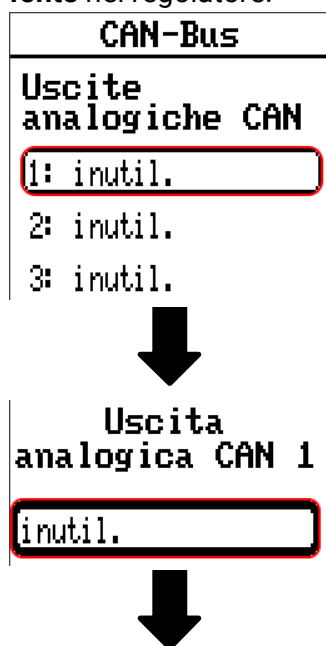 CAN-Bus
Uscite
analogiche CAN
1: inutil.
2: inutil.
3: inutil.
Uscita
analogica CAN 1
inutil.